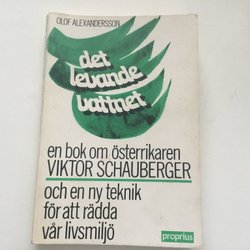 OLOF ALEXANDERSSON
det
levande
vattnet
en bok om österrikaren
VIKTOR SCHAUBERGER
och en ny teknik
för att rädda
vår livsmiljö
proprius